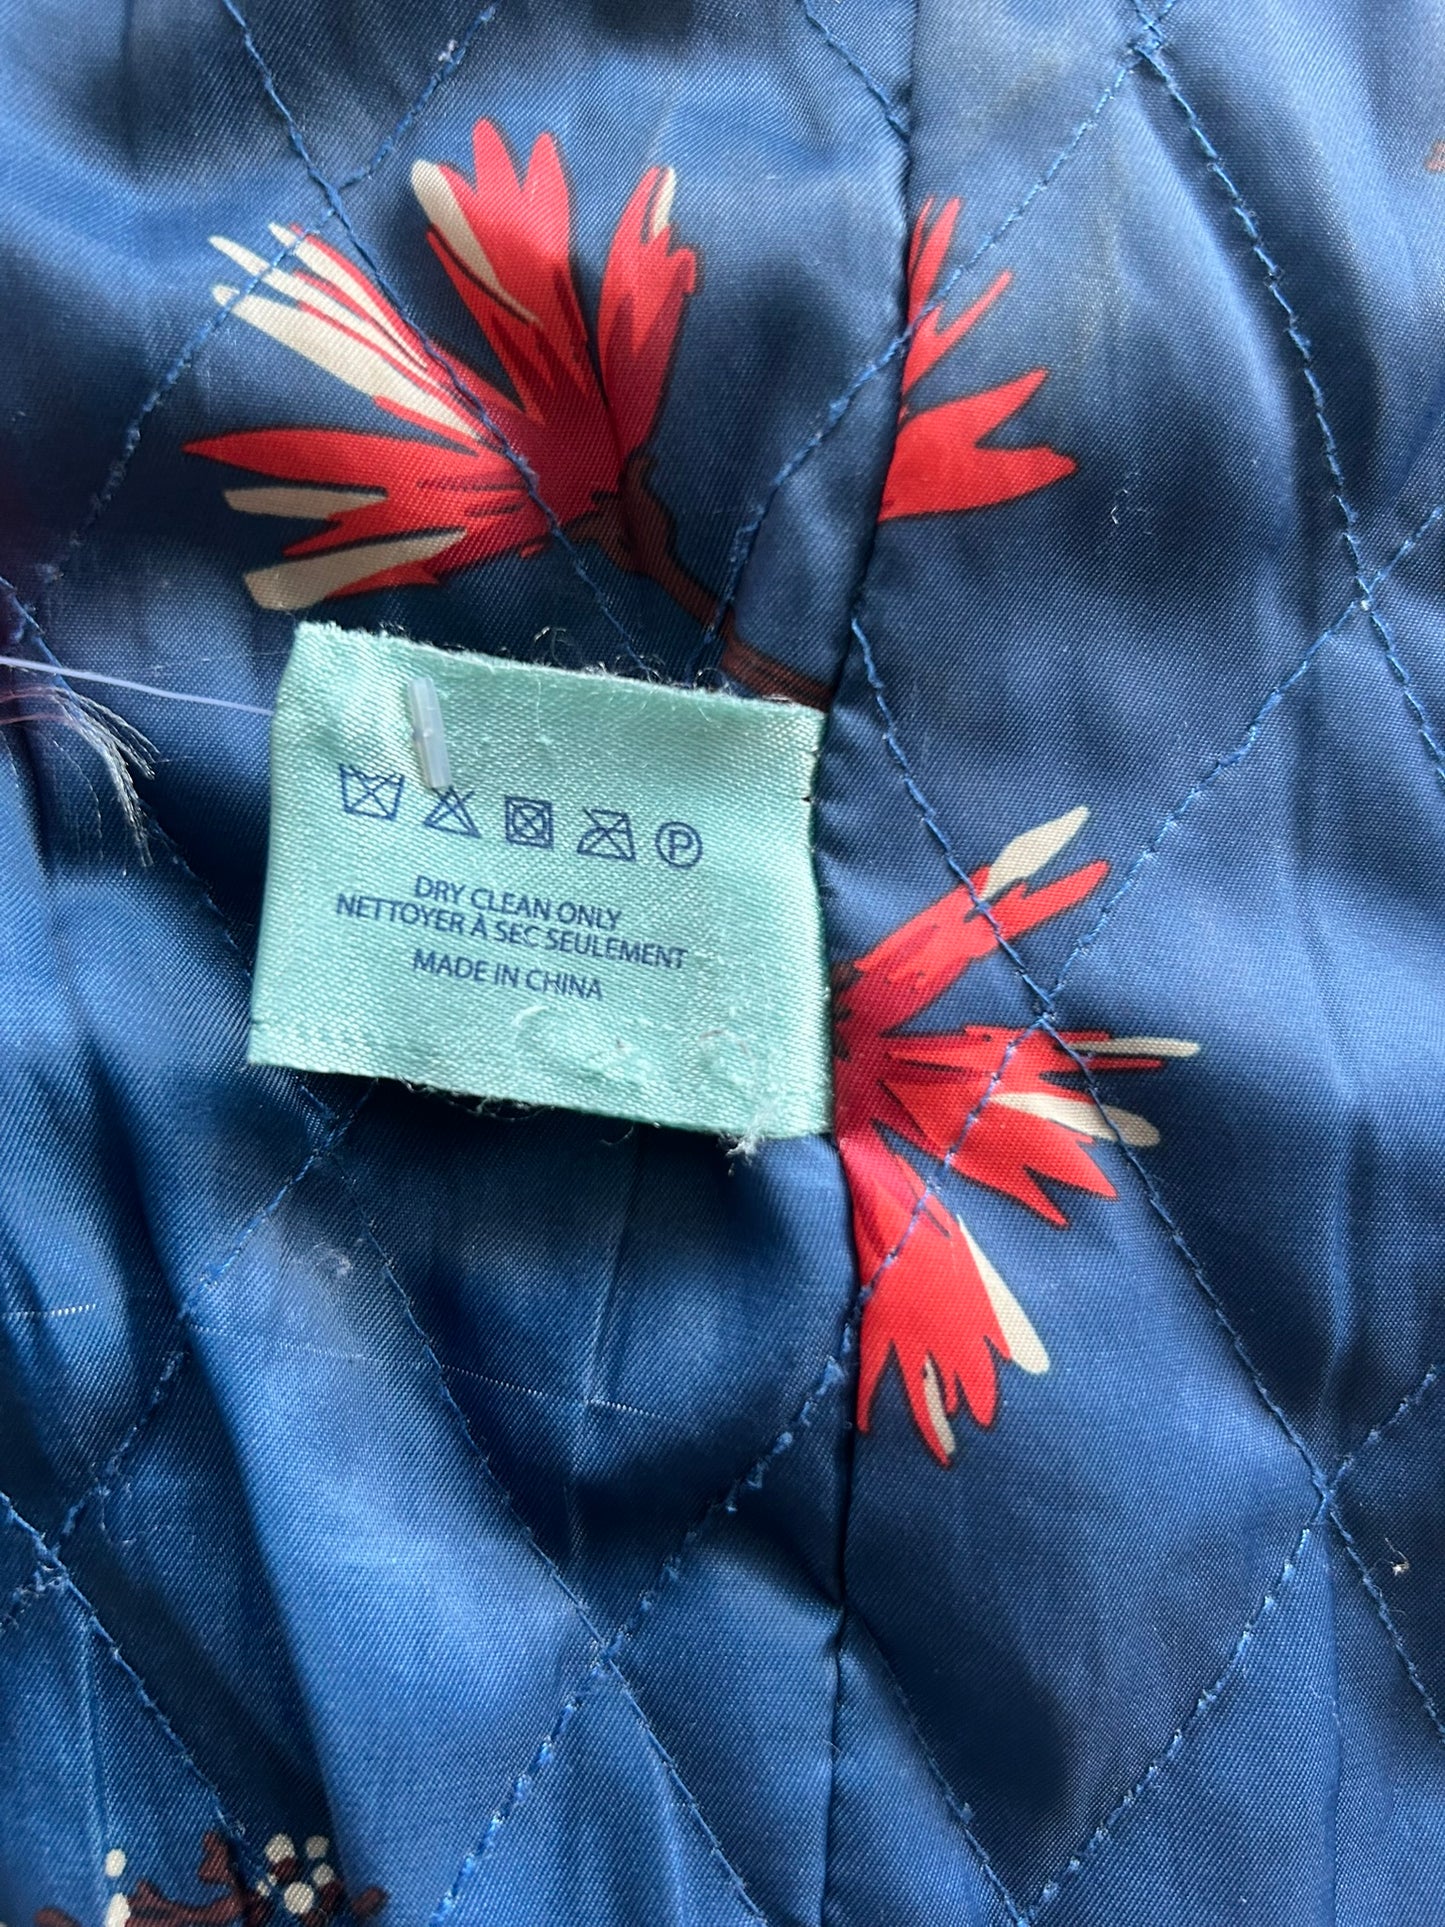 P
DRY CLEAN ONLY
NETTOYER À SEC SEULEMENT
MADE IN CHINA